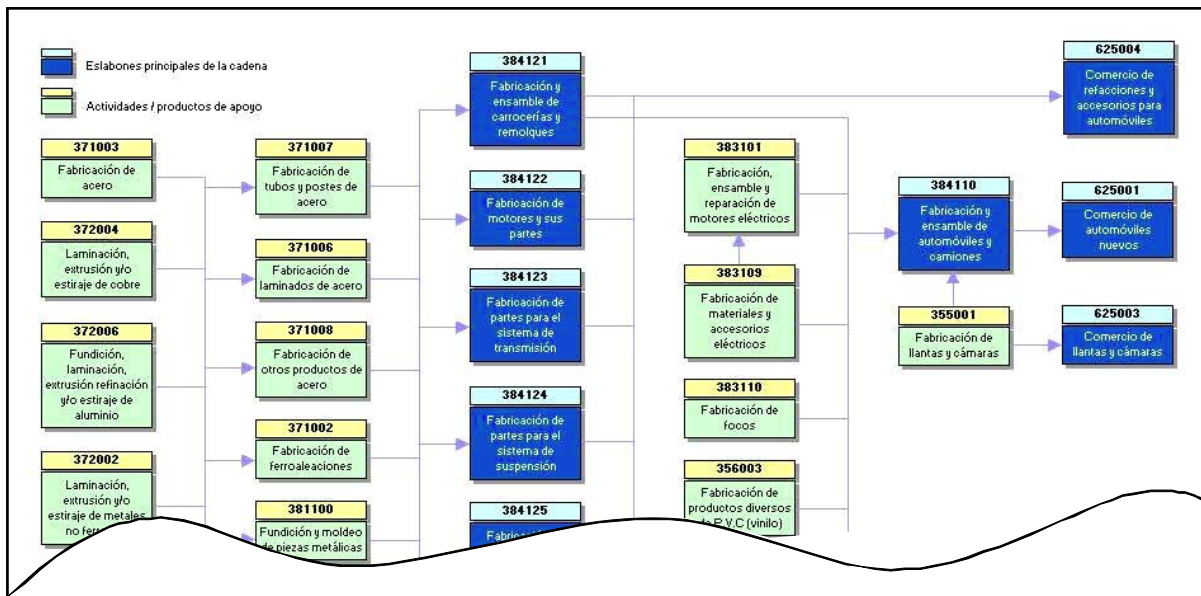 Eslabones principales de la cadena
Actividades / productos de apoyo
371003
Fabricación de
acero
372004
Laminación,
extrusión y/o
estiraje de cobre
372006
Fundición,
laminación,
extrusión refinación
y/o estiraje de
aluminio
372002
Laminación,
extrusión y/o
estiraje de metales
371007
Fabricación de
tubos y postes de
acero
371006
Fabricación de
laminados de acero
371008
Fabricación de
otros productos de
acero
371002
Fabricación de
ferroaleaciones
381100
Fundición y moldeo
de piezas metálicas
384121
Fabricación y
ensamble de
carrocerías y
remolques
384122
Fabricación de
motores y sus
partes
384123
Fabricación de
partes para el
sistema de
transmisión
384124
Fabricación de
partes para el
sistema de
suspensión
384125
383101
Fabricación,
ensamble y
reparación de
motores eléctricos
383109
Fabricación de
materiales y
accesorios
eléctricos
383110
Fabricación de
focos
356003
Fabricación de
productos diversos
de P.V.C (vinilo)
384110
Fabricación y
ensamble de
automóviles y
camiones
355001
Fabricación de
llantas y cámaras
625004
Comercio de
refacciones y
accesorios para
automóviles
625001
Comercio de
automóviles
nuevos
625003
Comercio de
llantas y cámaras